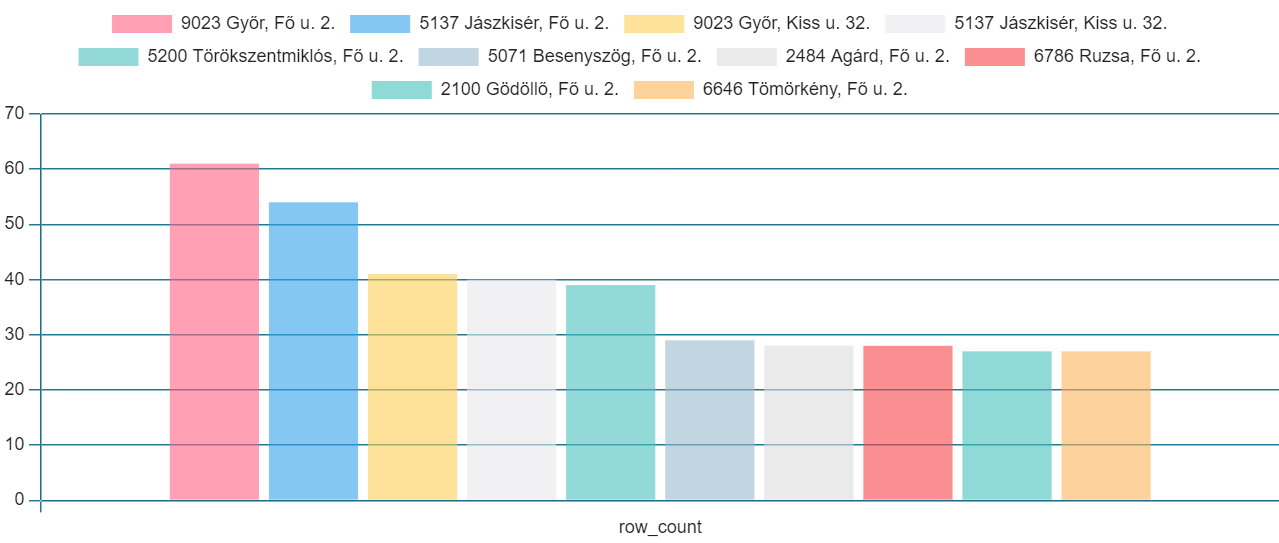 9023 Győr, Fő u. 2. 5137 Jászkisér, Fő u. 2. 9023 Győr, Kiss u. 32. 5137 Jászkisér, Kiss u. 32.
5200 Törökszentmiklós, Fő u. 2. 5071 Besenyszög, Fő u. 2. 2484 Agárd, Fő u. 2. 6786 Ruzsa, Fő u. 2.
2100 Gödöllő, Fő u. 2. 6646 Tömörkény, Fő u. 2.
70
60
50
40
30
20
10
0
row_count